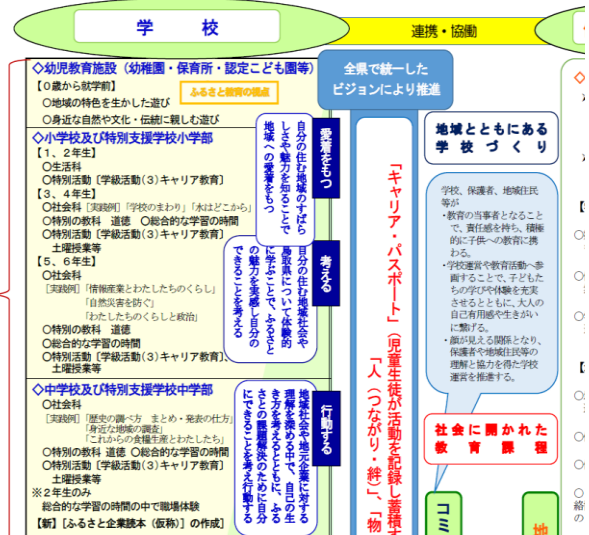 学 校
連携・協働
◇幼児教育施設（幼稚園・保育所・認定こども園等）
【０歳から就学前】
ふるさと教育の視点
○地域の特色を生かした遊び
○身近な自然や文化・伝統に親しむ遊び
◇小学校及び特別支援学校小学部
【１、２年生】
○生活科
○特別活動［学級活動(３)キャリア教育］
【３、４年生】
○社会科［実践例］「学校のまわり」「水はどこから」
○特別の教科 道徳 ○総合的な学習の時間
○特別活動［学級活動(３)キャリア教育］
土曜授業等
【５、６年生】
○社会科
［実践例］「情報産業とわたしたちのくらし」
「自然災害を防ぐ」
「わたしたちのくらしと政治」
○特別の教科 道徳
○総合的な学習の時間
○特別活動［学級活動(３)キャリア教育］、
土曜授業等
◇中学校及び特別支援学校中学部
○社会科
［実践例］「歴史の調べ方 まとめ・発表の仕方」
「身近な地域の調査」
「これからの食糧生産とわたしたち」
○特別の教科 道徳 ○総合的な学習の時間
○特別活動［学級活動(３)キャリア教育］
土曜授業等
※２年生のみ
総合的な学習の時間の中で職場体験
【新】［ふるさと企業読本（仮称）］の作成］
愛着をもつ
自分の住む地域のすばら
しさや魅力を知ることで
地域への愛着をもつ
考える
自分の住む地域社会や
鳥取県について体験的
に学ぶことで、ふるさと
の魅力を実感し自分の
できることを考える
行動する
地域社会や地元企業に対する
理解を深める中で、自己の生
き方を考えるとともに、ふる
さとの課題解決のために自分
にできることを考え行動する
全県で統一した
ビジョンにより推進
「キャリア・パスポート」（児童生徒が活動を記録し蓄積す
「人（つながり・絆）」、「物
地域とともにある
学校づくり
学校、保護者、地域住民
等が
・教育の当事者となること
で、責任感を持ち、積極
的に子供への教育に携
わる。
・学校運営や教育活動へ参
画することで、子どもた
ちの学びや体験を充実
させるとともに、大人の
自己有用感や生きがい
に繋げる。
・顔が見える関係となり、
保護者や地域住民等の
理解と協力を得た学校
運営を推進する。
社会に開かれた
教育課程
コミ
地